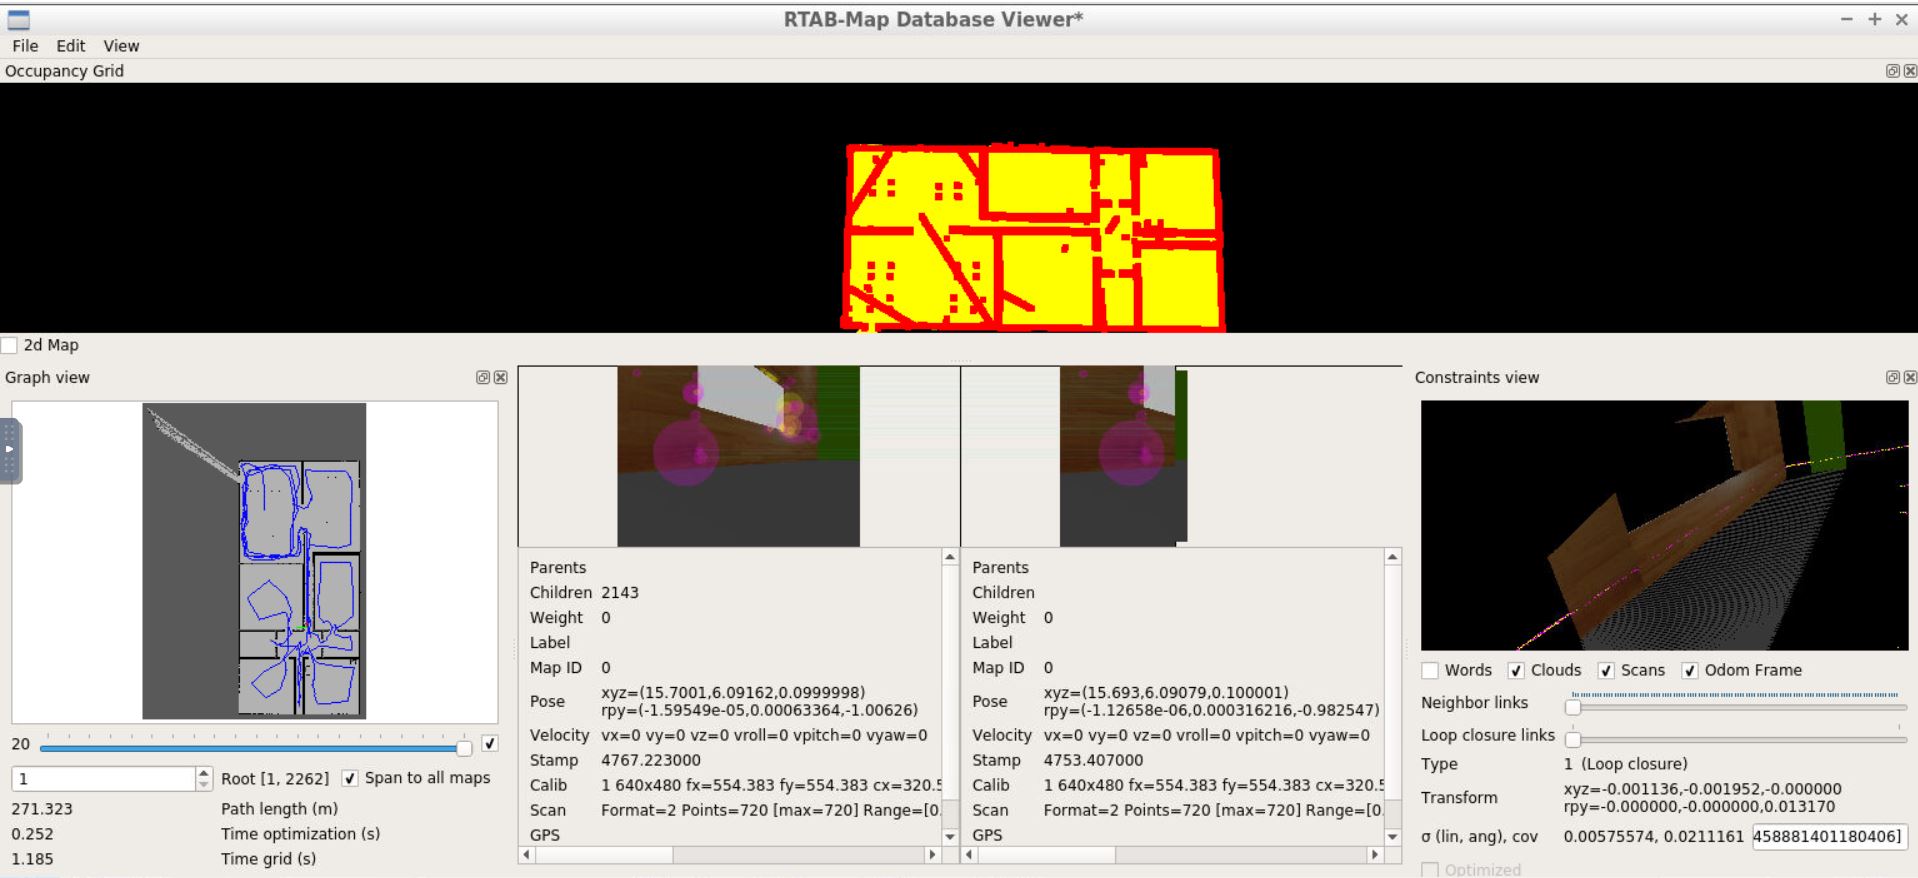 RTAB-Map Database Viewer*
File Edit View
Occupancy Grid
2d Map
Graph view
20
1
Root [1, 2262]
Span to all maps
271.323 Path length (m)
0.252 Time optimization (s)
1.185 Time grid (s)
Parents
Children 2143
Weight 0
Label
Map ID 0
Pose xyz=(15.7001,6.09162,0.0999998)
rpy=(-1.59549e-05,0.00063364,-1.00626)
Velocity vx=0 vy=0 vz=0 vroll=0 vpitch=0 vyaw=0
Stamp 4767.223000
Calib 1 640x480 fx=554.383 fy=554.383 cx=320.5
Scan Format=2 Points=720 [max=720] Range=[0.
GPS
Parents
Children
Weight 0
Label
Map ID 0
Pose xyz=(15.693,6.09079,0.100001)
rpy=(-1.12658e-06,0.000316216,-0.982547)
Velocity vx=0 vy=0 vz=0 vroll=0 vpitch=0 vyaw=0
Stamp 4753.407000
Calib 1 640x480 fx=554.383 fy=554.383 cx=320.5
Scan Format=2 Points=720 [max=720] Range=[0.
GPS
Constraints view
Words Clouds Scans Odom Frame
Neighbor links
Loop closure links
Type 1 (Loop closure)
Transform xyz=-0.001136,-0.001952,-0.000000
rpy=-0.000000,-0.000000,0.013170
σ (lin, ang), cov 0.00575574, 0.0211161 458881401180406]
Optimized